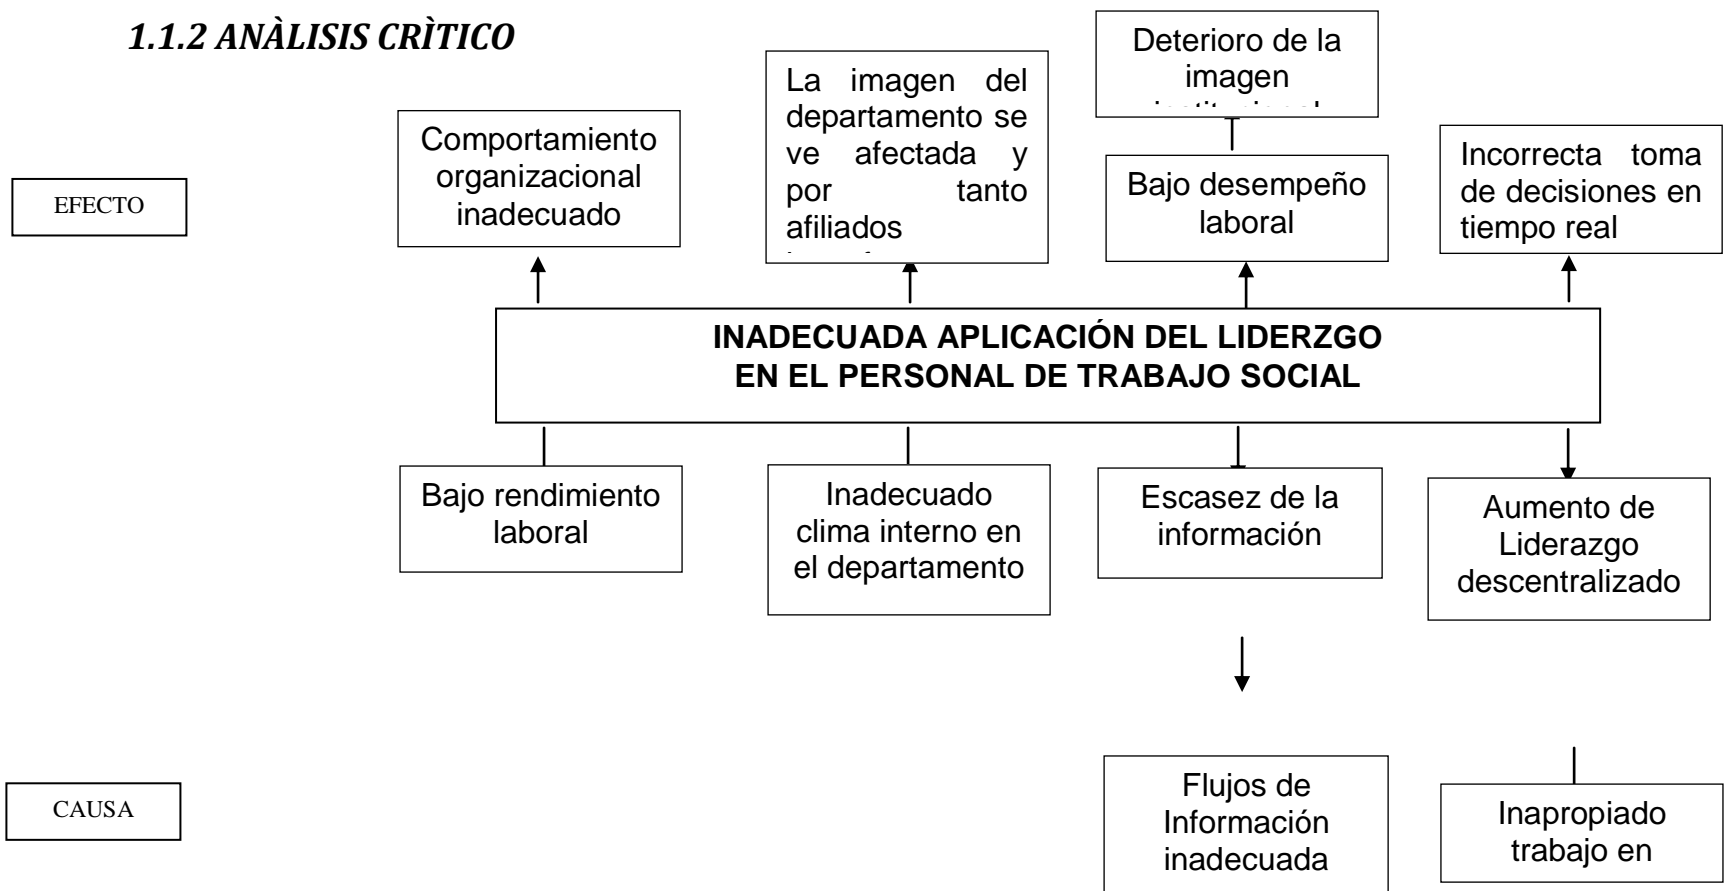 1.1.2 ANÀLISIS CRÌTICO
Deterioro de la
imagen
La imagen del
departamento se
ve afectada y
por tanto
afiliados
Comportamiento
organizacional
inadecuado
Bajo desempeño
laboral
Incorrecta toma
de decisiones en
tiempo real
EFECTO
INADECUADA APLICACIÓN DEL LIDERZGO
EN EL PERSONAL DE TRABAJO SOCIAL
Bajo rendimiento
laboral
Inadecuado
clima interno en
el departamento
Escasez de la
información
Aumento de
Liderazgo
descentralizado
CAUSA
Flujos de
Información
inadecuada
Inapropiado
trabajo en